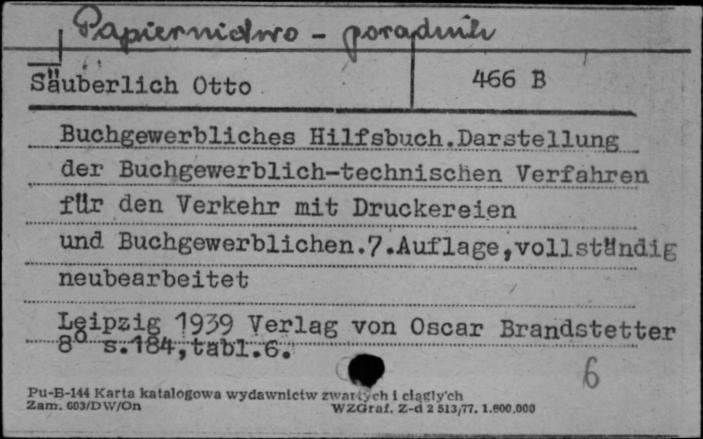 Papiernictwo - poradnik
Säuberlich Otto 466 B
Buchgewerbliches Hilfsbuch.Darstellung
der Buchgewerblich-technischen Verfahren
für den Verkehr mit Druckereien
und Buchgewerblichen.7.Auflage,vollständig
neubearbeitet
Leipzig 1939 Verlag von Oscar Brandstetter
8° s.184,tabl.6.
6
Pu-B-144 Karta katalogowa wydawnictw zwartych i ciągły'ch
Zam. 603/DW/On WZGraf. Z-d 2 513/77. 1.600.000